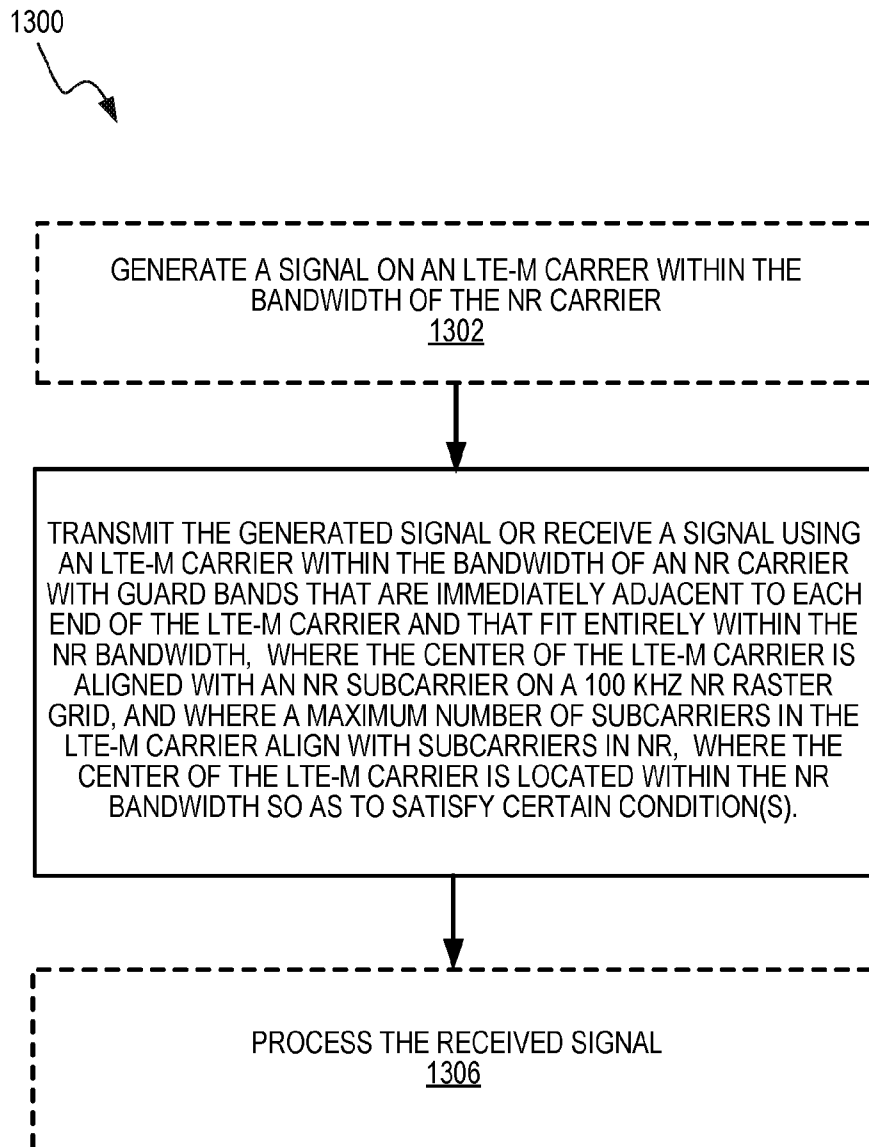 1300
GENERATE A SIGNAL ON AN LTE-M CARRER WITHIN THE
BANDWIDTH OF THE NR CARRIER
1302
TRANSMIT THE GENERATED SIGNAL OR RECEIVE A SIGNAL USING
AN LTE-M CARRIER WITHIN THE BANDWIDTH OF AN NR CARRIER
WITH GUARD BANDS THAT ARE IMMEDIATELY ADJACENT TO EACH
END OF THE LTE-M CARRIER AND THAT FIT ENTIRELY WITHIN THE
NR BANDWIDTH, WHERE THE CENTER OF THE LTE-M CARRIER IS
ALIGNED WITH AN NR SUBCARRIER ON A 100 KHZ NR RASTER
GRID, AND WHERE A MAXIMUM NUMBER OF SUBCARRIERS IN THE
LTE-M CARRIER ALIGN WITH SUBCARRIERS IN NR, WHERE THE
CENTER OF THE LTE-M CARRIER IS LOCATED WITHIN THE NR
BANDWIDTH SO AS TO SATISFY CERTAIN CONDITION(S).
PROCESS THE RECEIVED SIGNAL
1306